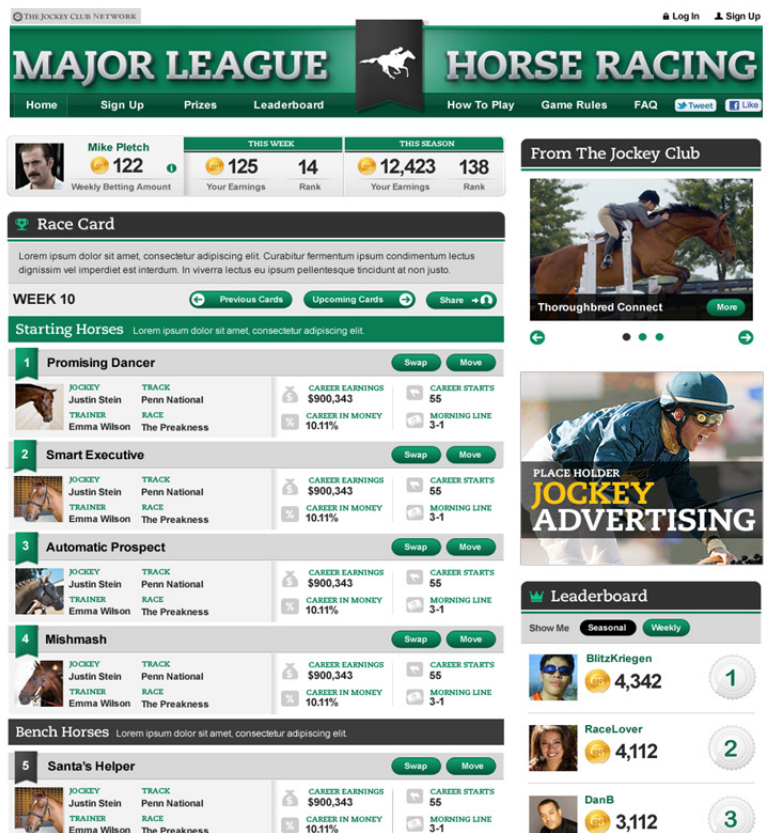 THE JOCKEY CLUB NETWORK
Log In Sign Up
MAJOR LEAGUE HORSE RACING
Home Sign Up Prizes Leaderboard How To Play Game Rules FAQ Tweet Like
Mike Pletch
122
Weekly Betting Amount
THIS WEEK
125 14
Your Earnings Rank
THIS SEASON
12,423 138
Your Earnings Rank
Race Card
Lorem ipsum dolor sit amet, consectetur adipiscing elit. Curabitur fermentum ipsum condimentum lectus
dignissim vel imperdiet est interdum. In viverra lectus eu ipsum pellentesque tincidunt at non justo.
WEEK 10 Previous Cards Upcoming Cards Share
Starting Horses Lorem ipsum dolor sit amet, consectetur adipiscing elit.
1 Promising Dancer Swap Move
JOCKEY TRACK CAREER EARNINGS CAREER STARTS
Justin Stein Penn National $900,343 55
TRAINER RACE CAREER IN MONEY MORNING LINE
Emma Wilson The Preakness 10.11% 3-1
2 Smart Executive Swap Move
JOCKEY TRACK CAREER EARNINGS CAREER STARTS
Justin Stein Penn National $900,343 55
TRAINER RACE CAREER IN MONEY MORNING LINE
Emma Wilson The Preakness 10.11% 3-1
3 Automatic Prospect Swap Move
JOCKEY TRACK CAREER EARNINGS CAREER STARTS
Justin Stein Penn National $900,343 55
TRAINER RACE CAREER IN MONEY MORNING LINE
Emma Wilson The Preakness 10.11% 3-1
4 Mishmash Swap Move
JOCKEY TRACK CAREER EARNINGS CAREER STARTS
Justin Stein Penn National $900,343 55
TRAINER RACE CAREER IN MONEY MORNING LINE
Emma Wilson The Preakness 10.11% 3-1
Bench Horses Lorem ipsum dolor sit amet, consectetur adipiscing elit.
5 Santa's Helper Swap Move
JOCKEY TRACK CAREER EARNINGS CAREER STARTS
Justin Stein Penn National $900,343 55
TRAINER RACE CAREER IN MONEY MORNING LINE
Emma Wilson The Preakness 10.11% 3-1
From The Jockey Club
Thoroughbred Connect More
PLACE HOLDER
JOCKEY
ADVERTISING
Leaderboard
Show Me Seasonal Weekly
BlitzKriegen
4,342 1
RaceLover
4,112 2
DanB
3,112 3